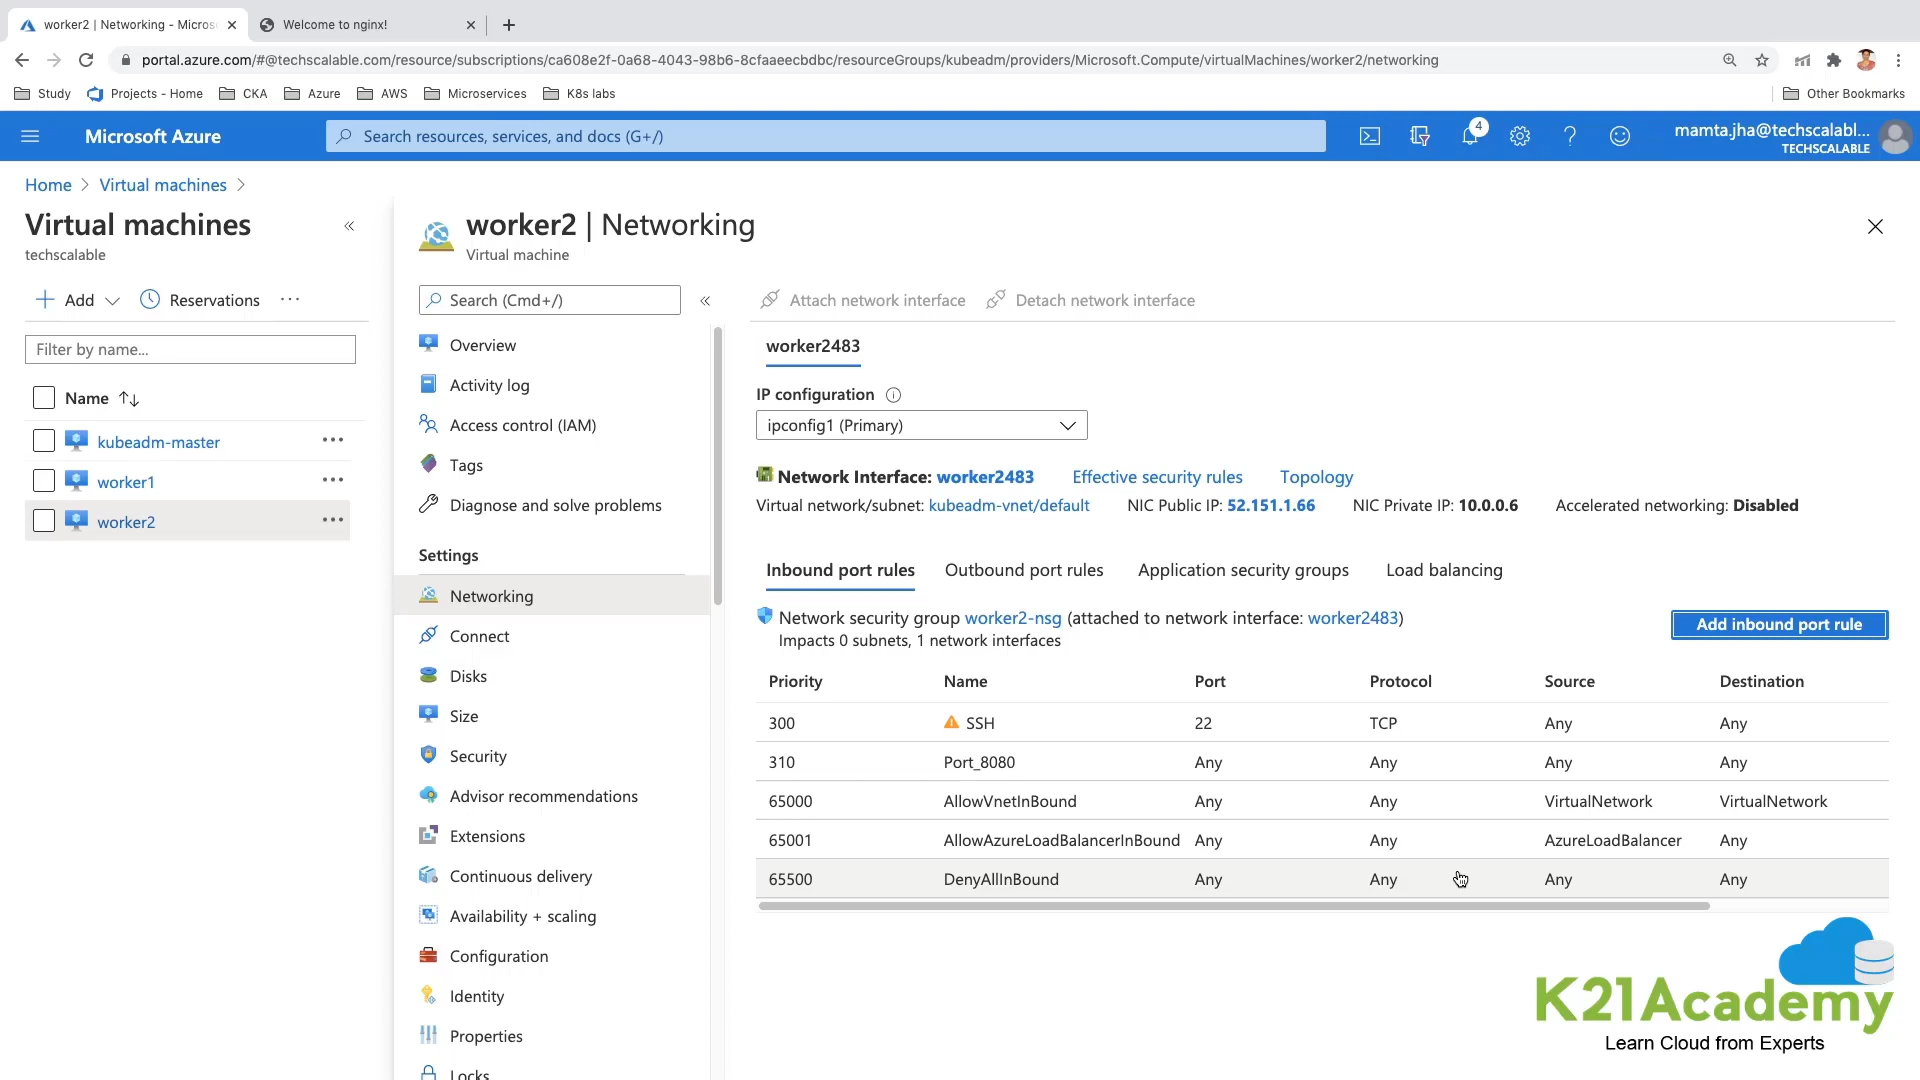 worker2 | Networking - Micros
Welcome to nginx!
portal.azure.com/#@techscalable.com/resource/subscriptions/ca608e2f-0a68-4043-98b6-8cfaaeecbdbc/resourceGroups/kubeadm/providers/Microsoft.Compute/virtualMachines/worker2/networking
Study
Projects - Home
CKA
Azure
AWS
Microservices
K8s labs
Other Bookmarks
Microsoft Azure
Search resources, services, and docs (G+/)
4
mamta.jha@techscalabl...
TECHSCALABLE
Home > Virtual machines >
Virtual machines
techscalable
Add
Reservations
...
Filter by name...
Name
kubeadm-master
worker1
worker2
worker2 | Networking
Virtual machine
Search (Cmd+/)
Overview
Activity log
Access control (IAM)
Tags
Diagnose and solve problems
Settings
Networking
Connect
Disks
Size
Security
Advisor recommendations
Extensions
Continuous delivery
Availability + scaling
Configuration
Identity
Properties
Locks
Attach network interface
Detach network interface
worker2483
IP configuration
ipconfig1 (Primary)
Network Interface: worker2483 Effective security rules Topology
Virtual network/subnet: kubeadm-vnet/default NIC Public IP: 52.151.1.66 NIC Private IP: 10.0.0.6 Accelerated networking: Disabled
Inbound port rules Outbound port rules Application security groups Load balancing
Network security group worker2-nsg (attached to network interface: worker2483)
Impacts 0 subnets, 1 network interfaces
Add inbound port rule
Priority Name Port Protocol Source Destination
300 SSH 22 TCP Any Any
310 Port_8080 Any Any Any Any
65000 AllowVnetInBound Any Any VirtualNetwork VirtualNetwork
65001 AllowAzureLoadBalancerInBound Any Any AzureLoadBalancer Any
65500 DenyAllInBound Any Any Any Any
K21Academy
Learn Cloud from Experts